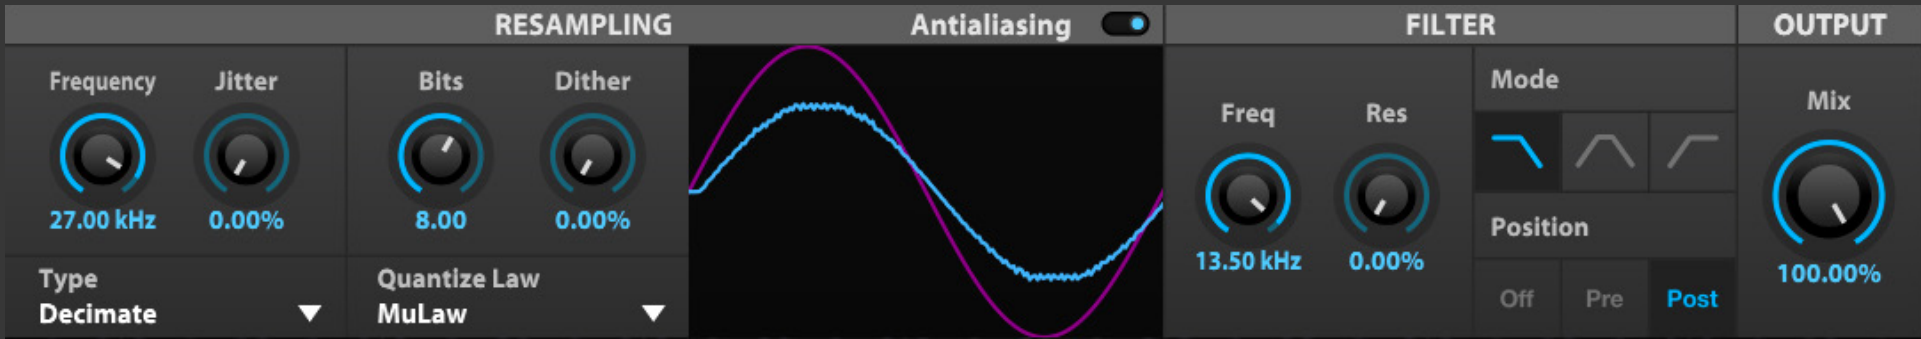 RESAMPLING
Antialiasing
FILTER
OUTPUT
Frequency
Jitter
Bits
Dither
27.00 kHz
0.00%
8.00
0.00%
Type
Decimate
Quantize Law
MuLaw
Freq
Res
13.50 kHz
0.00%
Mode
Position
Off
Pre
Post
Mix
100.00%